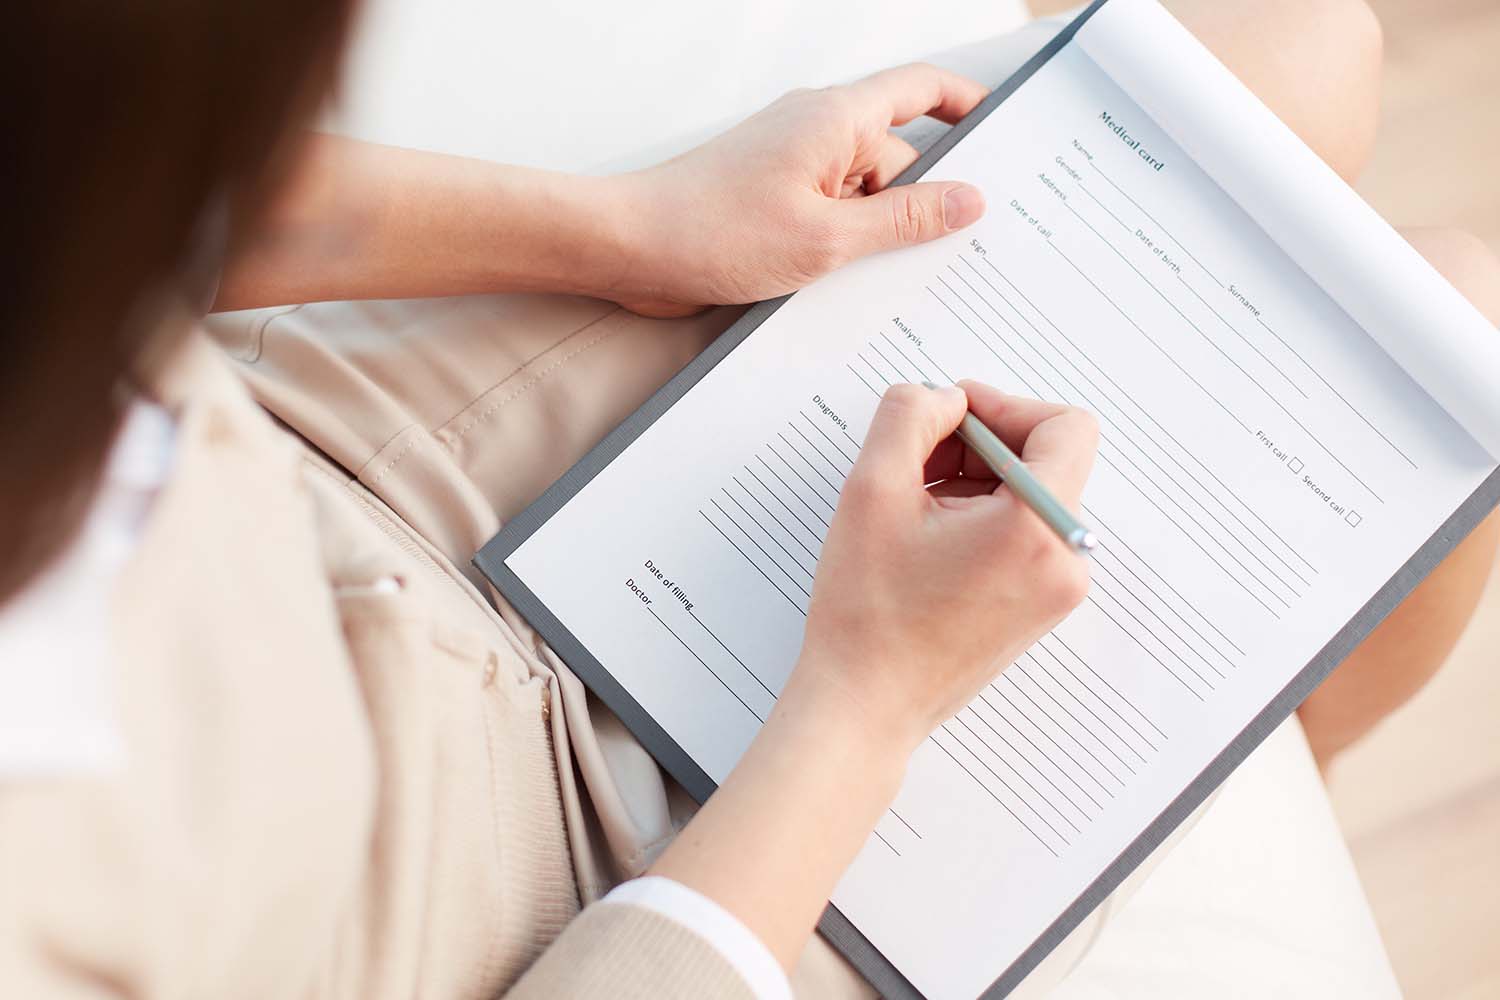 Medical card
Name Surname
Gender Date of birth
Address
Date of call First call Second call
Sign
Analysis
Diagnosis
Date of filling
Doctor